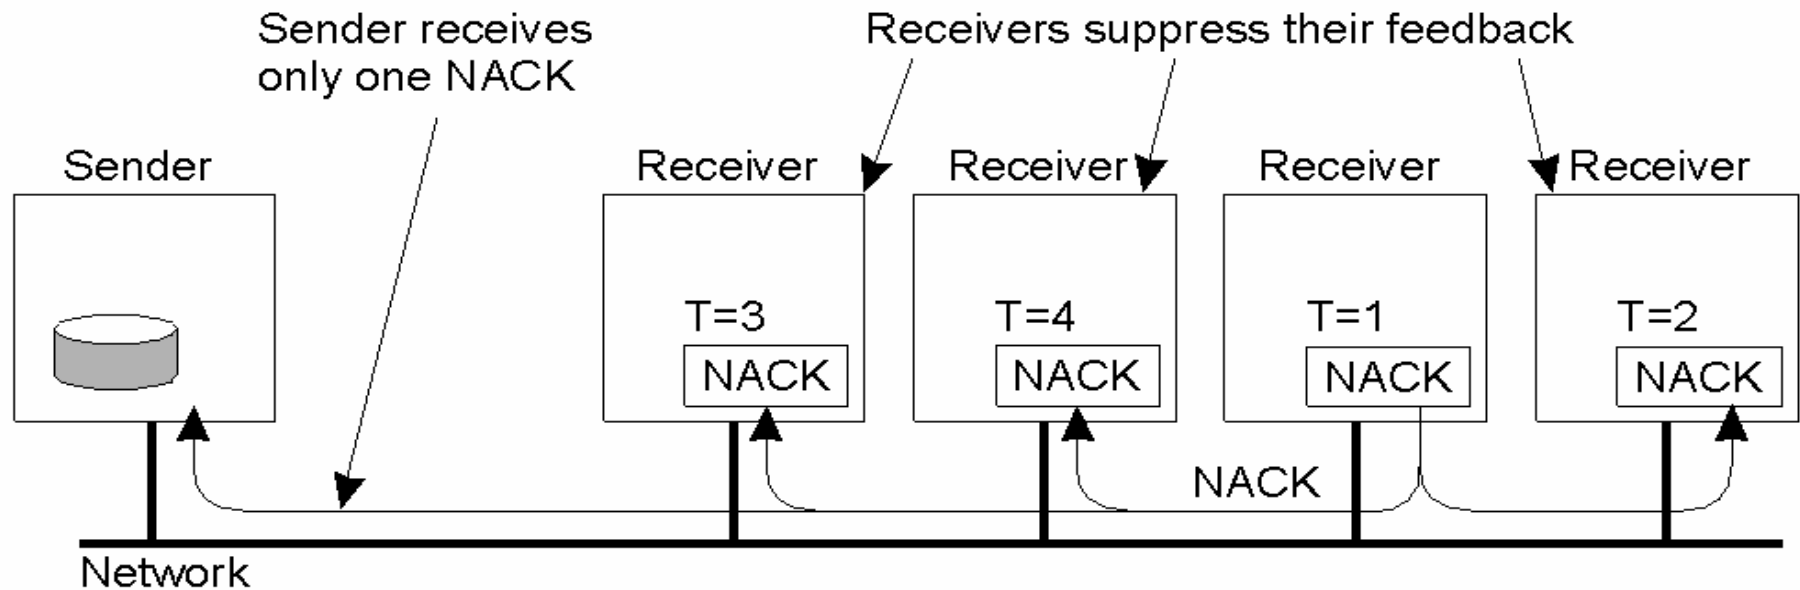 Sender receives
only one NACK
Receivers suppress their feedback
Sender
Receiver
Receiver
Receiver
Receiver
T=3
T=4
T=1
T=2
NACK
NACK
NACK
NACK
NACK
Network